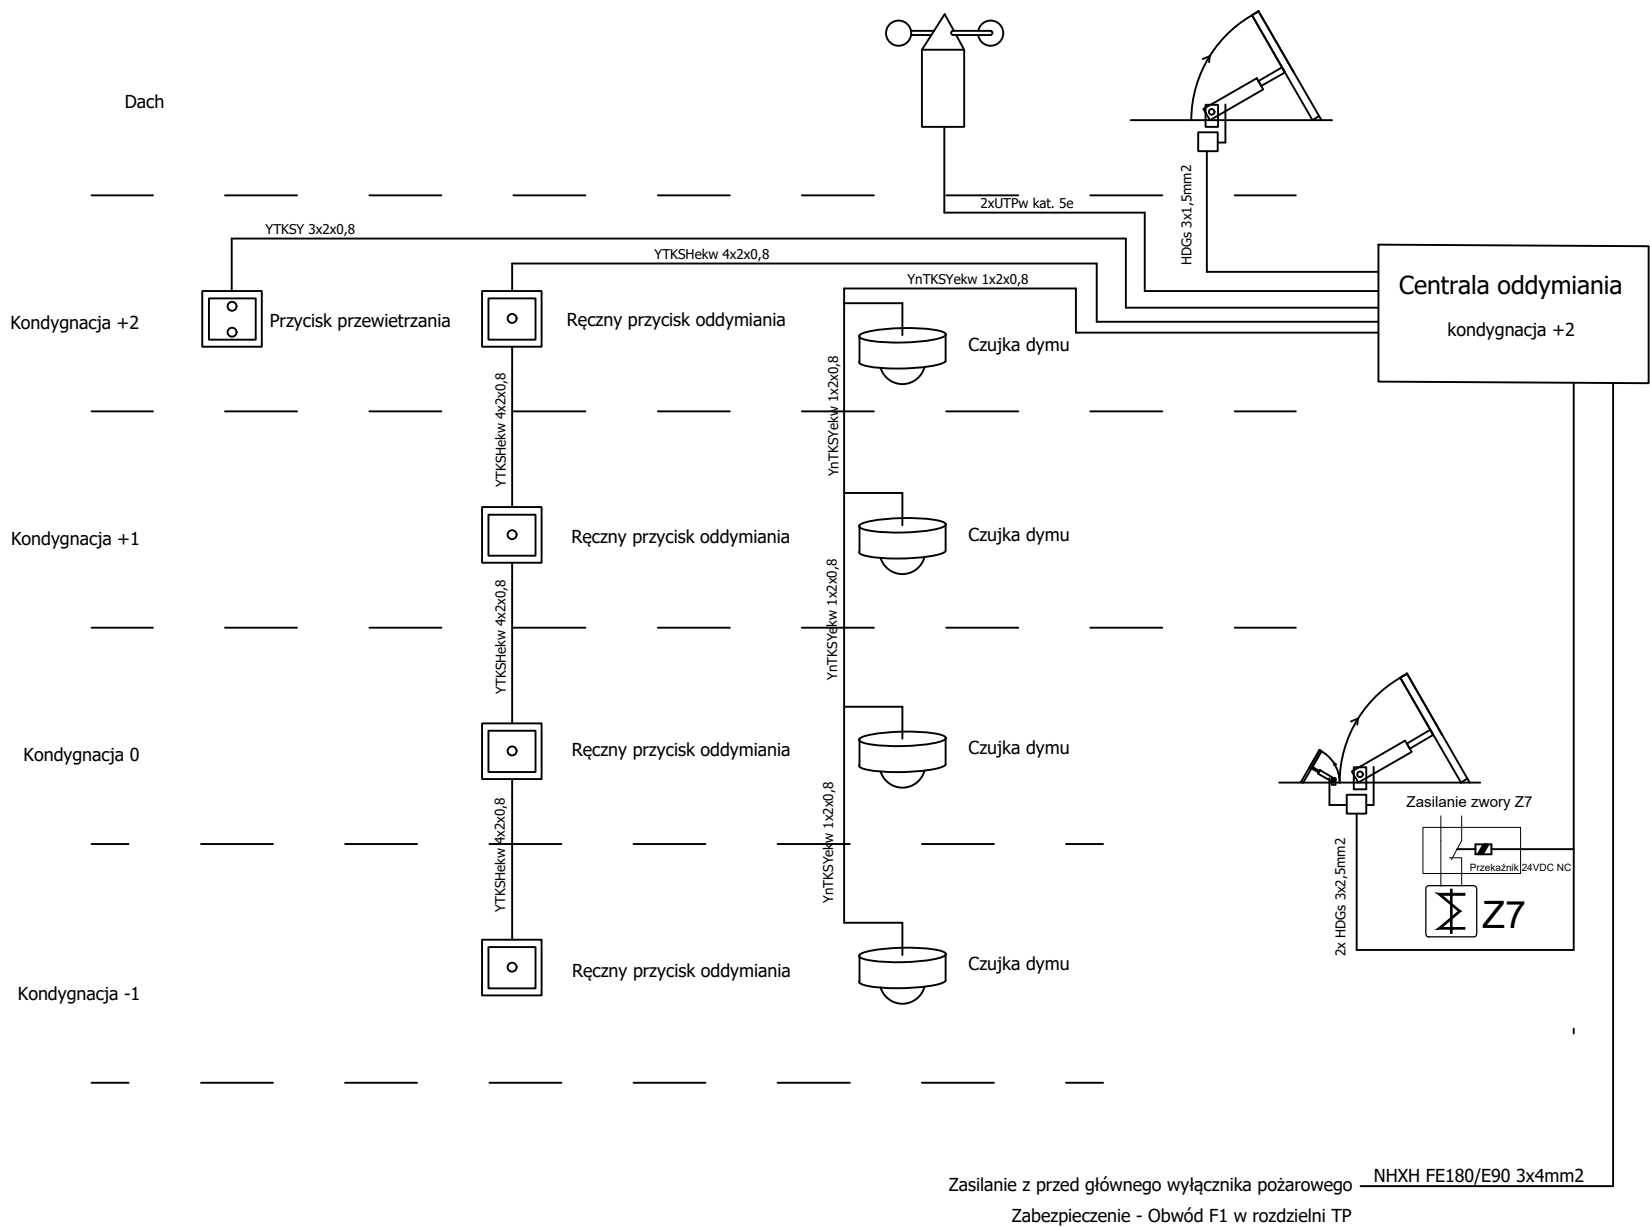 Dach
HDGs 3x1,5mm2
2xUTPw kat. 5e
YTKSY 3x2x0,8
YTKSHekw 4x2x0,8
YnTKSYekw 1x2x0,8
Centrala oddymiania
kondygnacja +2
Kondygnacja +2
Przycisk przewietrzania
Ręczny przycisk oddymiania
Czujka dymu
YTKSHekw 4x2x0,8
YnTKSYekw 1x2x0,8
Kondygnacja +1
Ręczny przycisk oddymiania
Czujka dymu
YTKSHekw 4x2x0,8
YnTKSYekw 1x2x0,8
Kondygnacja 0
Ręczny przycisk oddymiania
Czujka dymu
Zasilanie zwory Z7
Przekaźnik 24VDC NC
Z7
2x HDGs 3x2,5mm2
YTKSHekw 4x2x0,8
YnTKSYekw 1x2x0,8
Kondygnacja -1
Ręczny przycisk oddymiania
Czujka dymu
Zasilanie z przed głównego wyłącznika pożarowego
NHXH FE180/E90 3x4mm2
Zabezpieczenie - Obwód F1 w rozdzielni TP